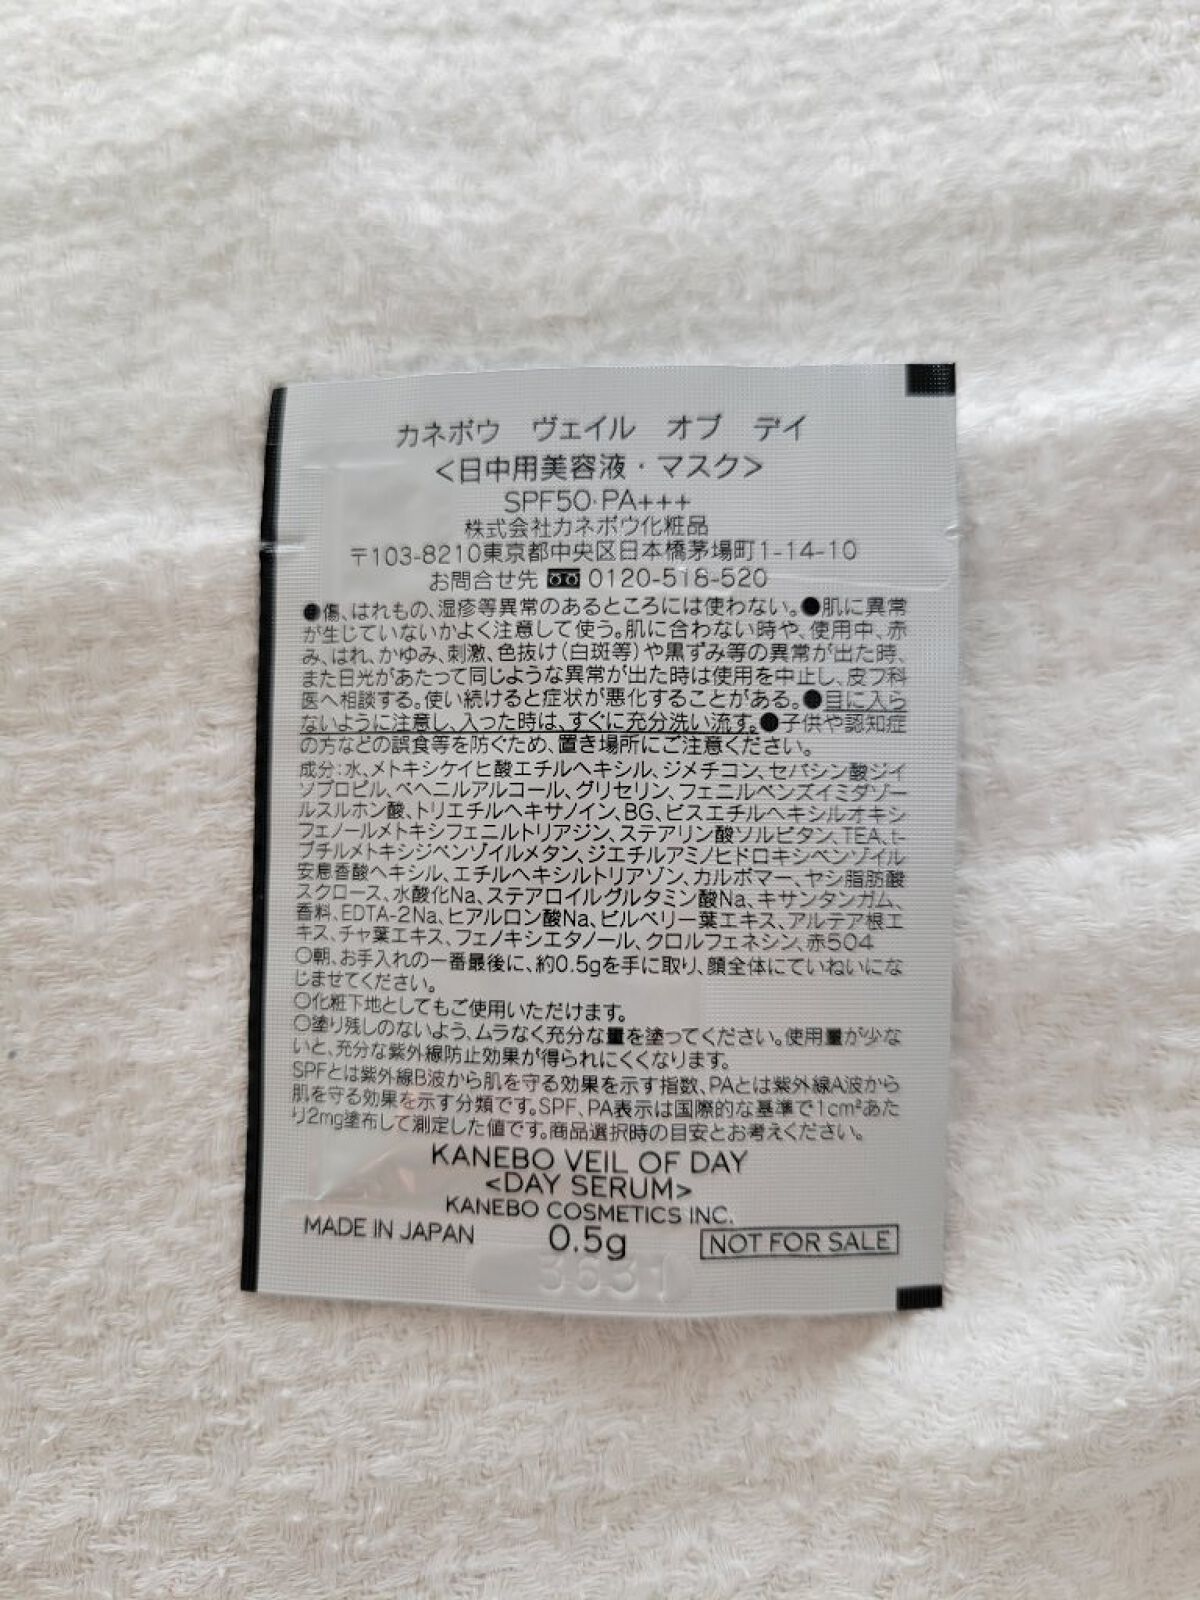 カネボウ ヴェイル オブ デイ
<日中用美容液・マスク>
SPF50・PA+++
株式会社カネボウ化粧品
〒103-8210東京都中央区日本橋茅場町1-14-10
お問合せ先 0120-518-520
●傷、はれもの、湿疹等異常のあるところには使わない。●肌に異常
が生じていないかよく注意して使う。肌に合わない時や、使用中、赤
み、はれ、かゆみ、刺激、色抜け(白斑等)や黒ずみ等の異常が出た時、
また日光があたって同じような異常が出た時は使用を中止し、皮フ科
医へ相談する。使い続けると症状が悪化することがある。●目に入ら
ないように注意し、入った時は、すぐに充分洗い流す。●子供や認知症
の方などの誤食等を防ぐため、置き場所にご注意ください。
成分:水、メトキシケイヒ酸エチルヘキシル、ジメチコン、セバシン酸ジイ
ソプロピル、ベヘニルアルコール、グリセリン、フェニルベンズイミダゾー
ルスルホン酸、トリエチルヘキサノイン、BG、ビスエチルヘキシルオキシ
フェノールメトキシフェニルトリアジン、ステアリン酸ソルビタン、TEA、t-
ブチルメトキシジベンゾイルメタン、ジエチルアミノヒドロキシベンゾイル
安息香酸ヘキシル、エチルヘキシルトリアゾン、カルボマー、ヤシ脂肪酸
スクロース、水酸化Na、ステアロイルグルタミン酸Na、キサンタンガム、
香料、EDTA-2Na、ヒアルロン酸Na、ビルベリー葉エキス、アルテア根エ
キス、チャ葉エキス、フェノキシエタノール、クロルフェネシン、赤504
○朝、お手入れの一番最後に、約0.5gを手に取り、顔全体にていねいにな
じませてください。
○化粧下地としてもご使用いただけます。
○塗り残しのないよう、ムラなく充分な量を塗ってください。使用量が少な
いと、充分な紫外線防止効果が得られにくくなります。
SPFとは紫外線B波から肌を守る効果を示す指数、PAとは紫外線A波から
肌を守る効果を示す分類です。SPF、PA表示は国際的な基準で1cm²あた
り2mg塗布して測定した値です。商品選択時の目安とお考えください。
KANEBO VEIL OF DAY
<DAY SERUM>
KANEBO COSMETICS INC.
MADE IN JAPAN 0.5g NOT FOR SALE
3631